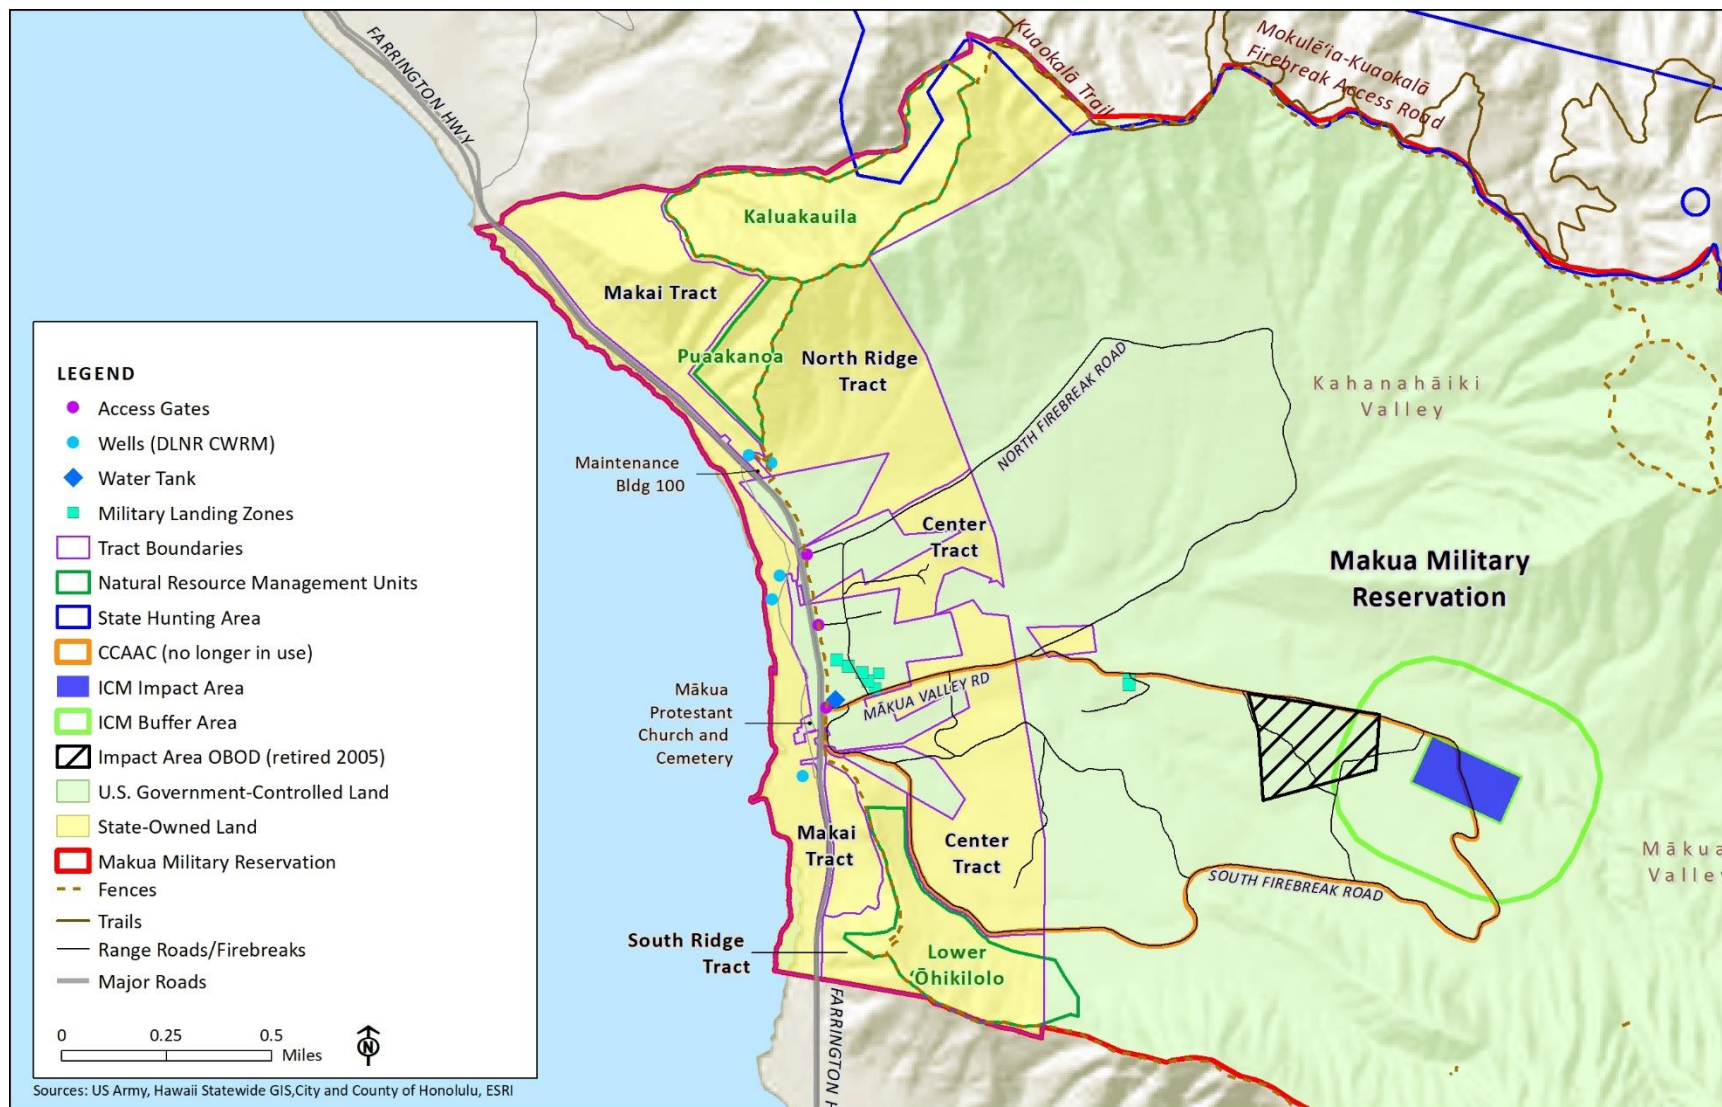 FARRINGTON HWY
Kuaokalā Trail
Mokulē‘ia-Kuaokalā
Firebreak Access Road
Kaluakauila
Makai Tract
Puaakanoa
North Ridge
Tract
NORTH FIREBREAK ROAD
Kahanahāiki
Valley
Maintenance
Bldg 100
Center
Tract
Makua Military
Reservation
MĀKUA VALLEY RD
Mākua
Protestant
Church and
Cemetery
Makai
Tract
Center
Tract
SOUTH FIREBREAK ROAD
Mākua
Valley
South Ridge
Tract
Lower
‘Ōhikilolo
FARRINGTON H
LEGEND
Access Gates
Wells (DLNR CWRM)
Water Tank
Military Landing Zones
Tract Boundaries
Natural Resource Management Units
State Hunting Area
CCAAC (no longer in use)
ICM Impact Area
ICM Buffer Area
Impact Area OBOD (retired 2005)
U.S. Government-Controlled Land
State-Owned Land
Makua Military Reservation
Fences
Trails
Range Roads/Firebreaks
Major Roads
0 0.25 0.5
Miles
N
Sources: US Army, Hawaii Statewide GIS,City and County of Honolulu, ESRI